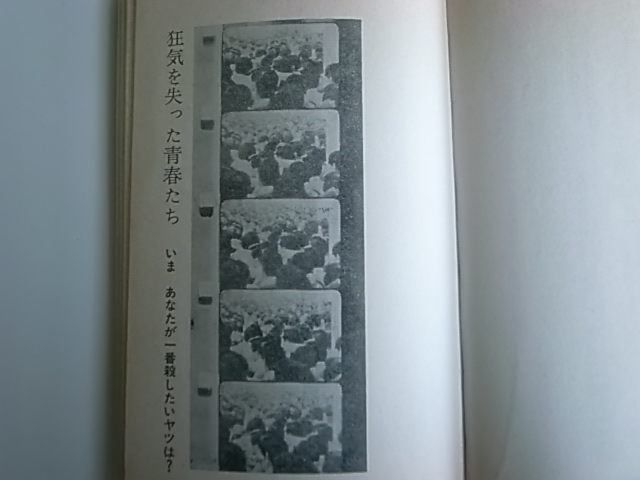 狂気を失った青春たち
いま あなたが一番殺したいヤツは?